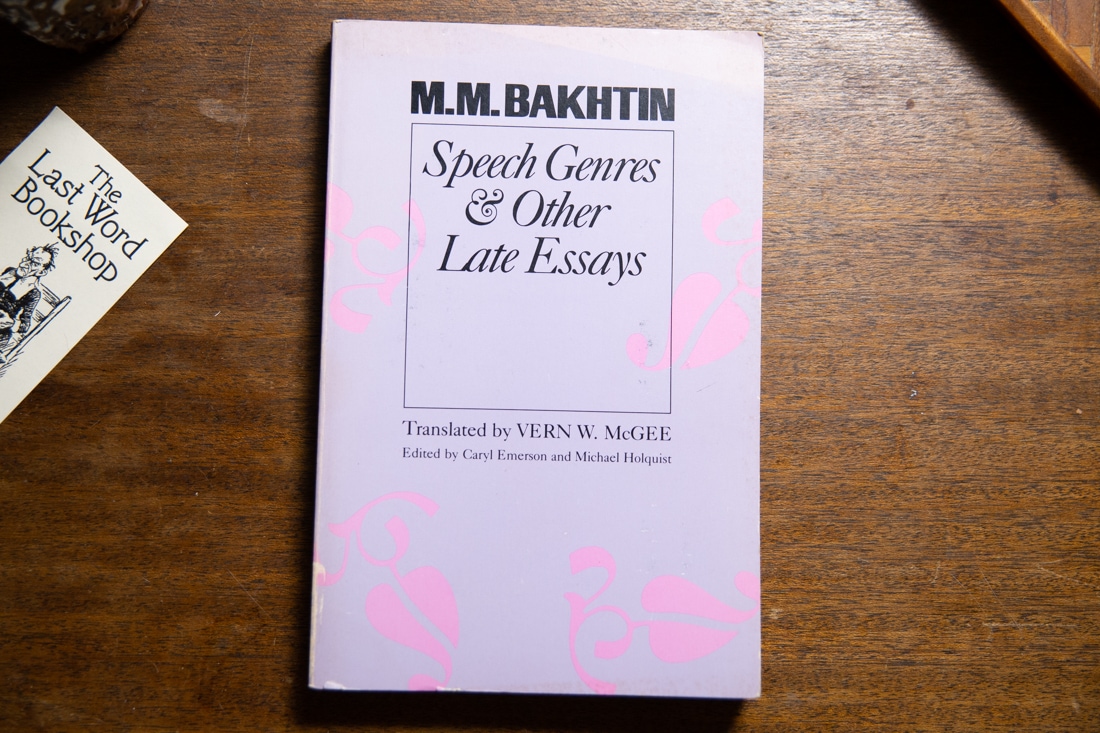 M.M. BAKHTIN
Speech Genres
& Other
Late Essays
Translated by VERN W. McGEE
Edited by Caryl Emerson and Michael Holquist
The
Last Word
Bookshop